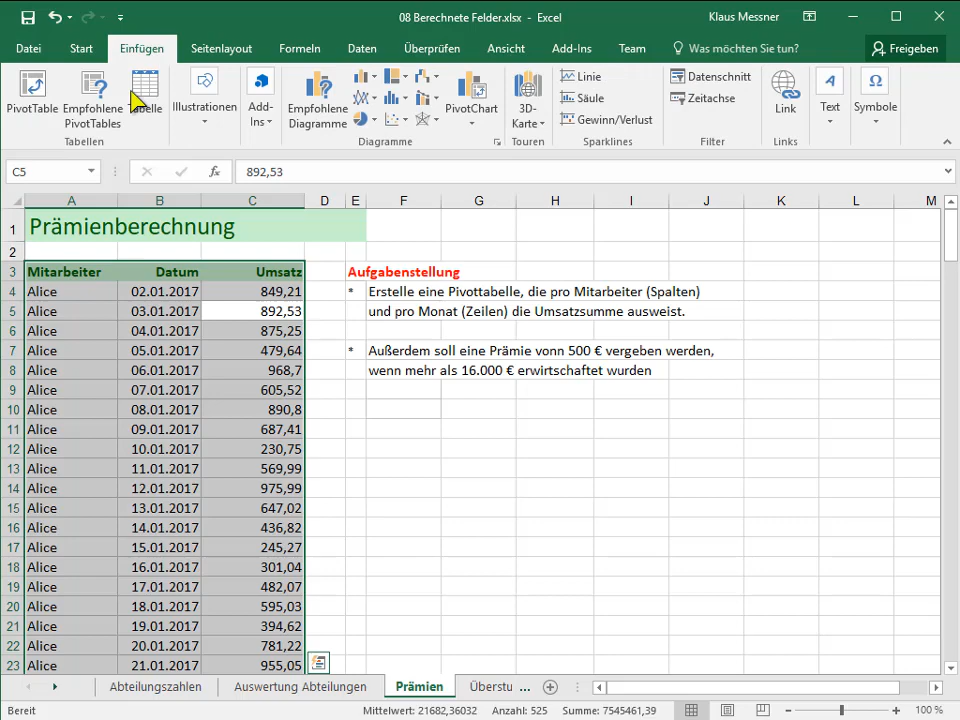 08 Berechnete Felder.xlsx - Excel
Klaus Messner
Datei Start Einfügen Seitenlayout Formeln Daten Überprüfen Ansicht Add-Ins Team Was möchten Sie tun? Freigeben
PivotTable
Empfohlene
PivotTables
Tabellen
Illustrationen
Add-
Ins
Empfohlene
Diagramme
PivotChart
Diagramme
3D-
Karte
Touren
Linie
Säule
Gewinn/Verlust
Sparklines
Datenschnitt
Zeitachse
Filter
Link
Links
Text
Symbole
C5 fx 892,53
A B C D E F G H I J K L M
1 Prämienberechnung
2
3 Mitarbeiter Datum Umsatz Aufgabenstellung
4 Alice 02.01.2017 849,21 * Erstelle eine Pivottabelle, die pro Mitarbeiter (Spalten)
5 Alice 03.01.2017 892,53 und pro Monat (Zeilen) die Umsatzsumme ausweist.
6 Alice 04.01.2017 875,25
7 Alice 05.01.2017 479,64 * Außerdem soll eine Prämie vonn 500 € vergeben werden,
8 Alice 06.01.2017 968,7 wenn mehr als 16.000 € erwirtschaftet wurden
9 Alice 07.01.2017 605,52
10 Alice 08.01.2017 890,8
11 Alice 09.01.2017 687,41
12 Alice 10.01.2017 230,75
13 Alice 11.01.2017 569,99
14 Alice 12.01.2017 975,99
15 Alice 13.01.2017 647,02
16 Alice 14.01.2017 436,82
17 Alice 15.01.2017 245,27
18 Alice 16.01.2017 301,04
19 Alice 17.01.2017 482,07
20 Alice 18.01.2017 595,03
21 Alice 19.01.2017 394,62
22 Alice 20.01.2017 781,22
23 Alice 21.01.2017 955,05
Abteilungszahlen Auswertung Abteilungen Prämien Überstu ...
Bereit Mittelwert: 21682,36032 Anzahl: 525 Summe: 7545461,39 100 %